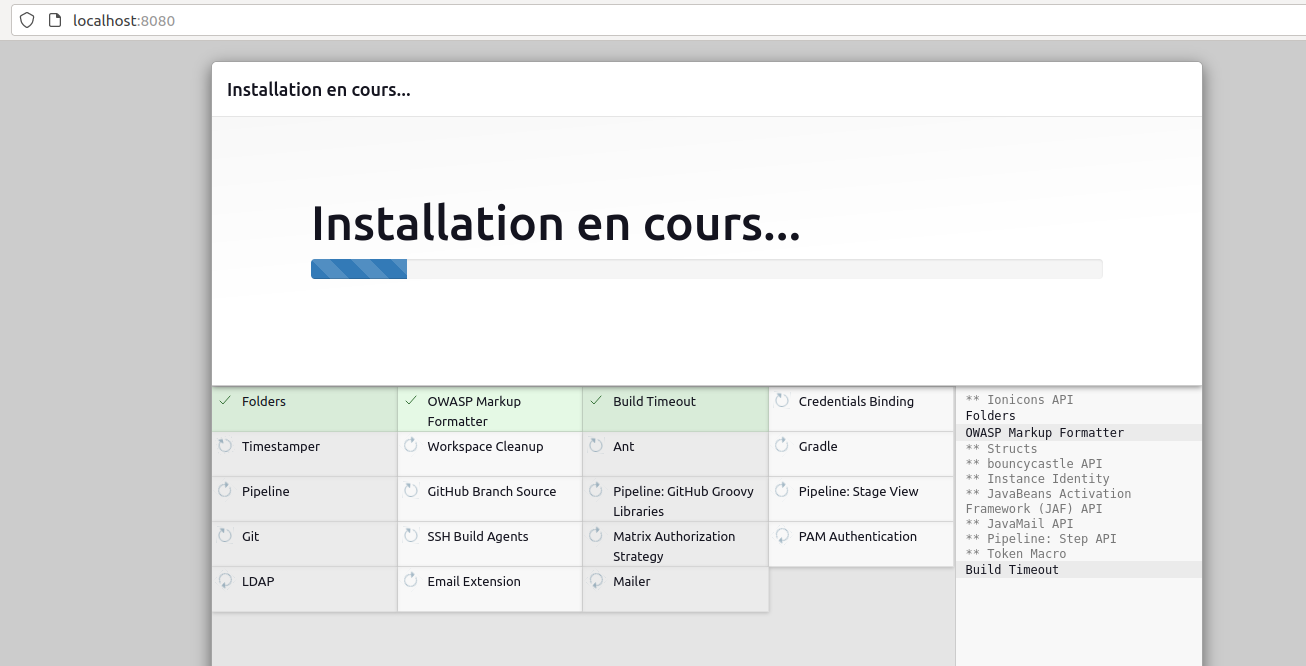 localhost:8080
Installation en cours...
Installation en cours...
Folders
OWASP Markup
Formatter
Build Timeout
Credentials Binding
Timestamper
Workspace Cleanup
Ant
Gradle
Pipeline
GitHub Branch Source
Pipeline: GitHub Groovy
Libraries
Pipeline: Stage View
Git
SSH Build Agents
Matrix Authorization
Strategy
PAM Authentication
LDAP
Email Extension
Mailer
** Ionicons API
Folders
OWASP Markup Formatter
** Structs
** bouncycastle API
** Instance Identity
** JavaBeans Activation
Framework (JAF) API
** JavaMail API
** Pipeline: Step API
** Token Macro
Build Timeout